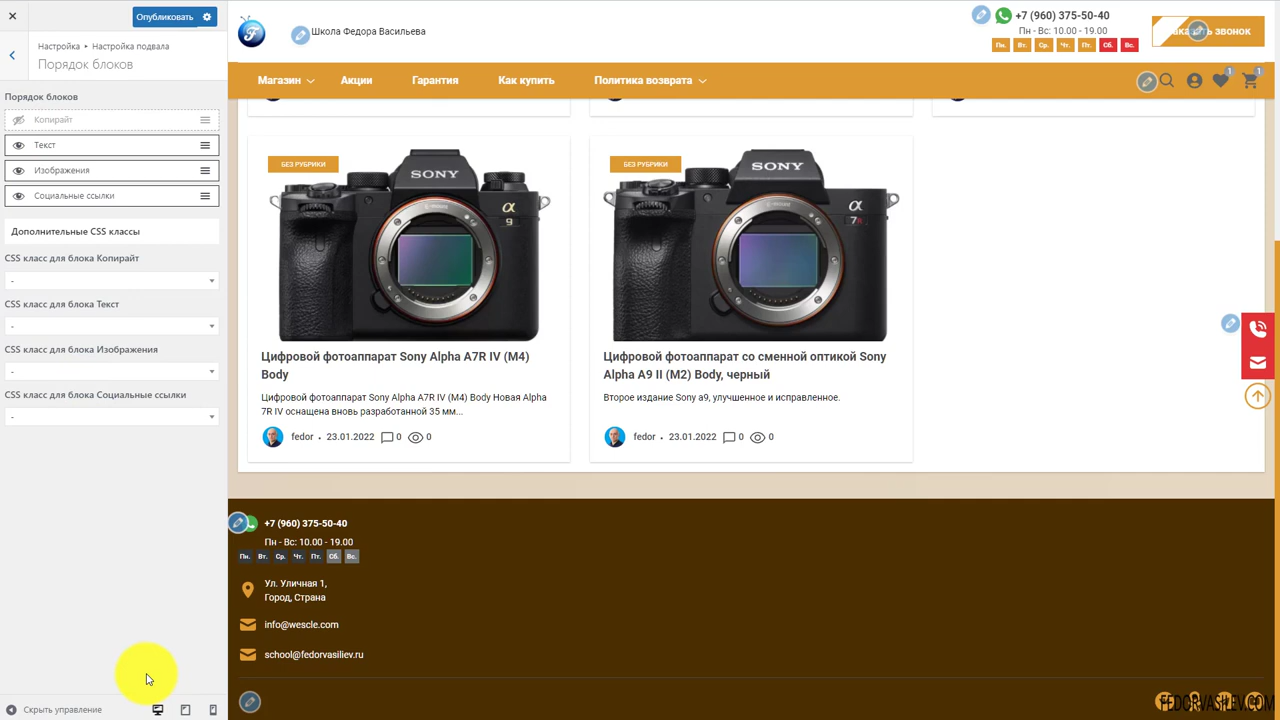 Опубликовать
Настройка ▸ Настройка подвала
Порядок блоков
Порядок блоков
Копирайт
Текст
Изображения
Социальные ссылки
Дополнительные CSS классы
CSS класс для блока Копирайт
-
CSS класс для блока Текст
-
CSS класс для блока Изображения
-
CSS класс для блока Социальные ссылки
-
Скрыть управление
Школа Федора Васильева
+7 (960) 375-50-40
Пн - Вс: 10.00 - 19.00
Пн. Вт. Ср. Чт. Пт. Сб. Вс.
звонок
Магазин Акции Гарантия Как купить Политика возврата
1 1
БЕЗ РУБРИКИ
SONY
α
9
Цифровой фотоаппарат Sony Alpha A7R IV (M4)
Body
Цифровой фотоаппарат Sony Alpha A7R IV (M4) Body Новая Alpha
7R IV оснащена вновь разработанной 35 мм...
fedor • 23.01.2022 0 0
БЕЗ РУБРИКИ
SONY
α
7R
Цифровой фотоаппарат со сменной оптикой Sony
Alpha A9 II (M2) Body, черный
Второе издание Sony a9, улучшенное и исправленное.
fedor • 23.01.2022 0 0
+7 (960) 375-50-40
Пн - Вс: 10.00 - 19.00
Пн. Вт. Ср. Чт. Пт. Сб. Вс.
Ул. Уличная 1,
Город, Страна
info@wescle.com
school@fedorvasiliev.ru
FEDORVASILEV.COM